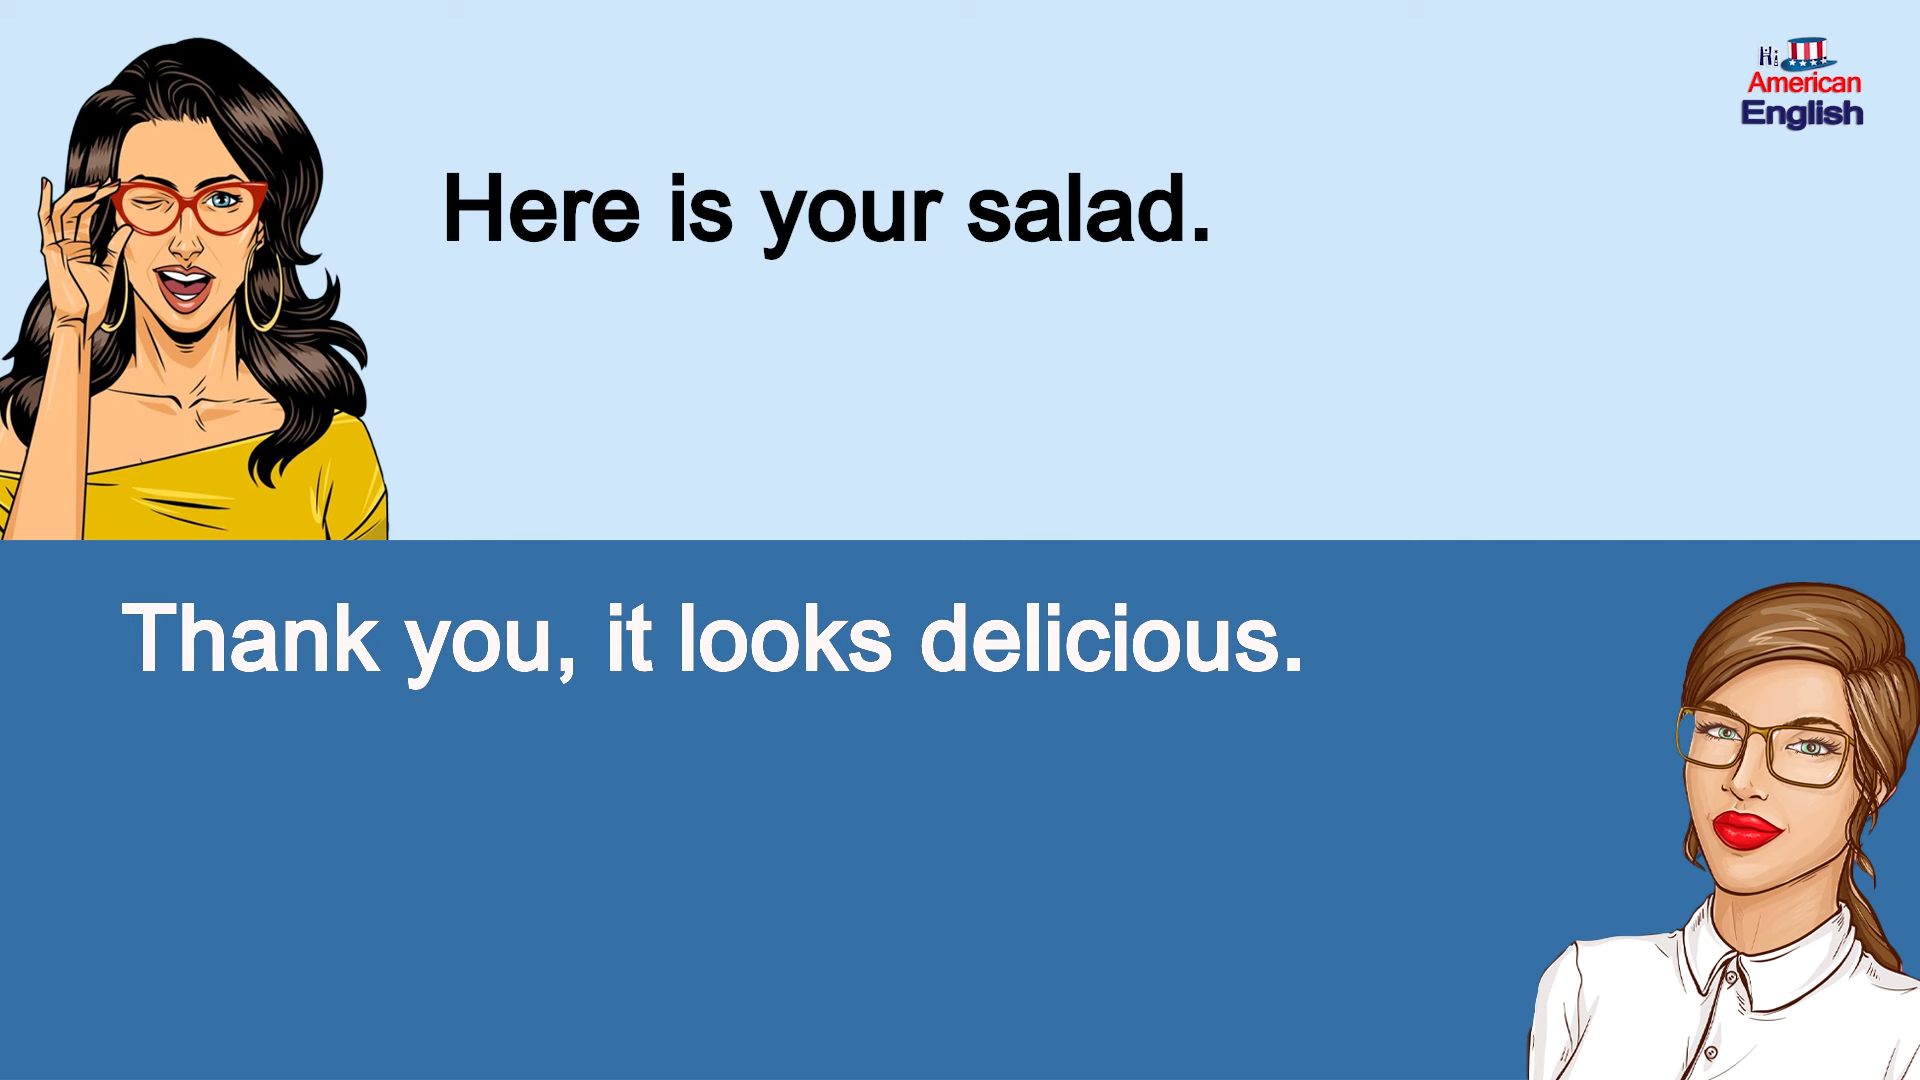 Hi
American
English
Here is your salad.
Thank you, it looks delicious.